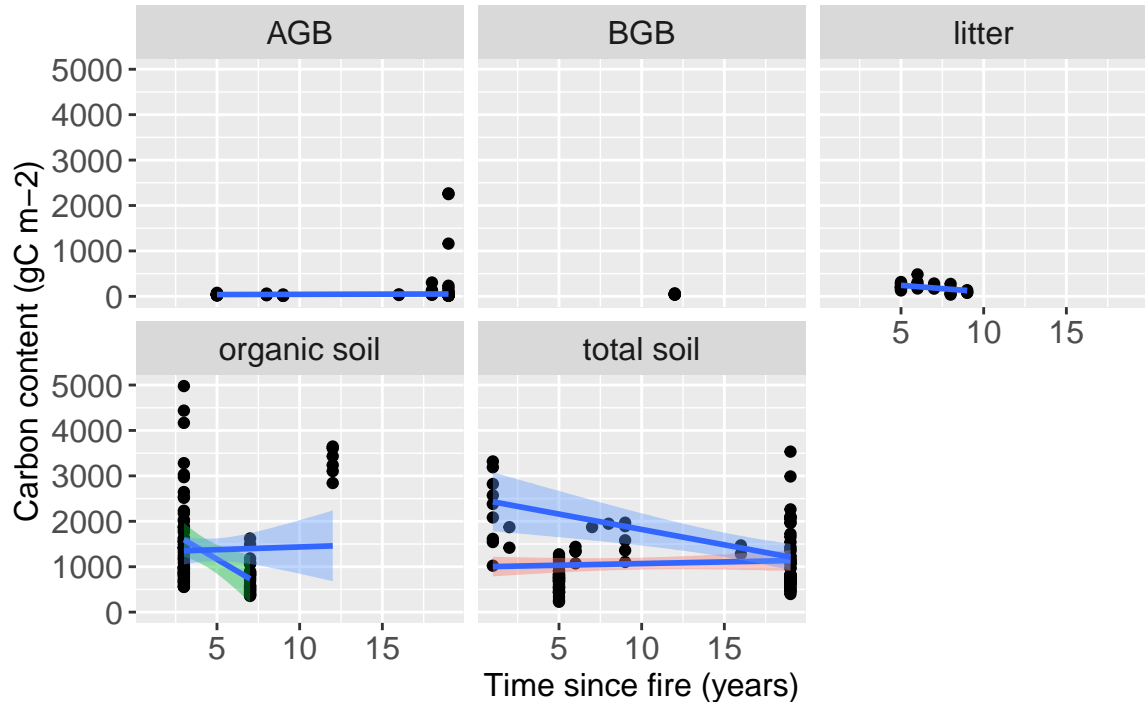 AGB BGB litter
5000
4000
3000
2000
1000
0
5 10 15
organic soil total soil
5000
4000
3000
2000
1000
0
5 10 15 5 10 15
Carbon content (gC m−2)
Time since fire (years)